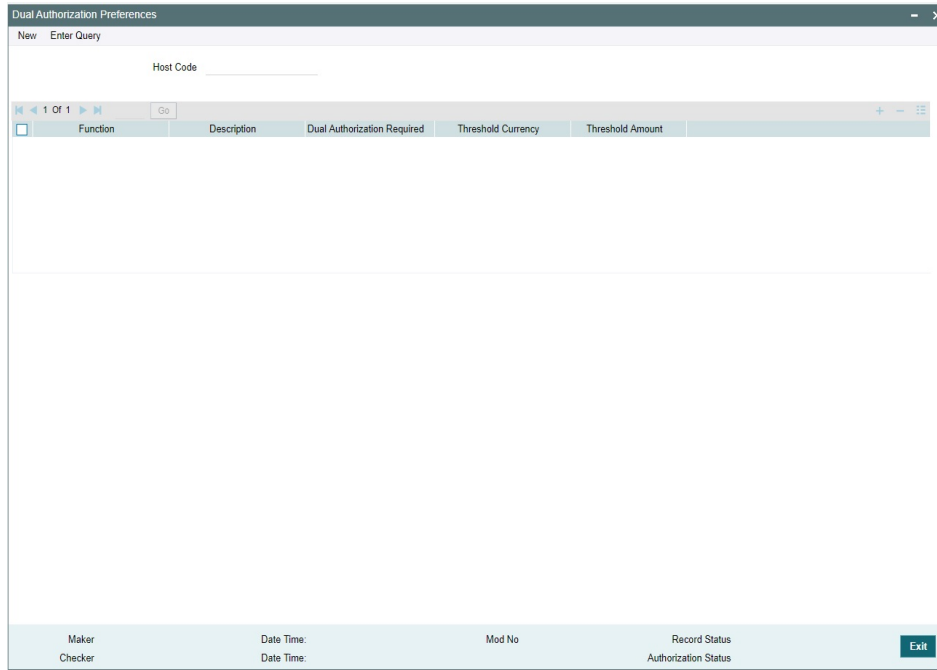 Dual Authorization Preferences
New Enter Query
Host Code
1 Of 1 Go
Function Description Dual Authorization Required Threshold Currency Threshold Amount
Maker Date Time: Mod No Record Status
Checker Date Time: Authorization Status
Exit